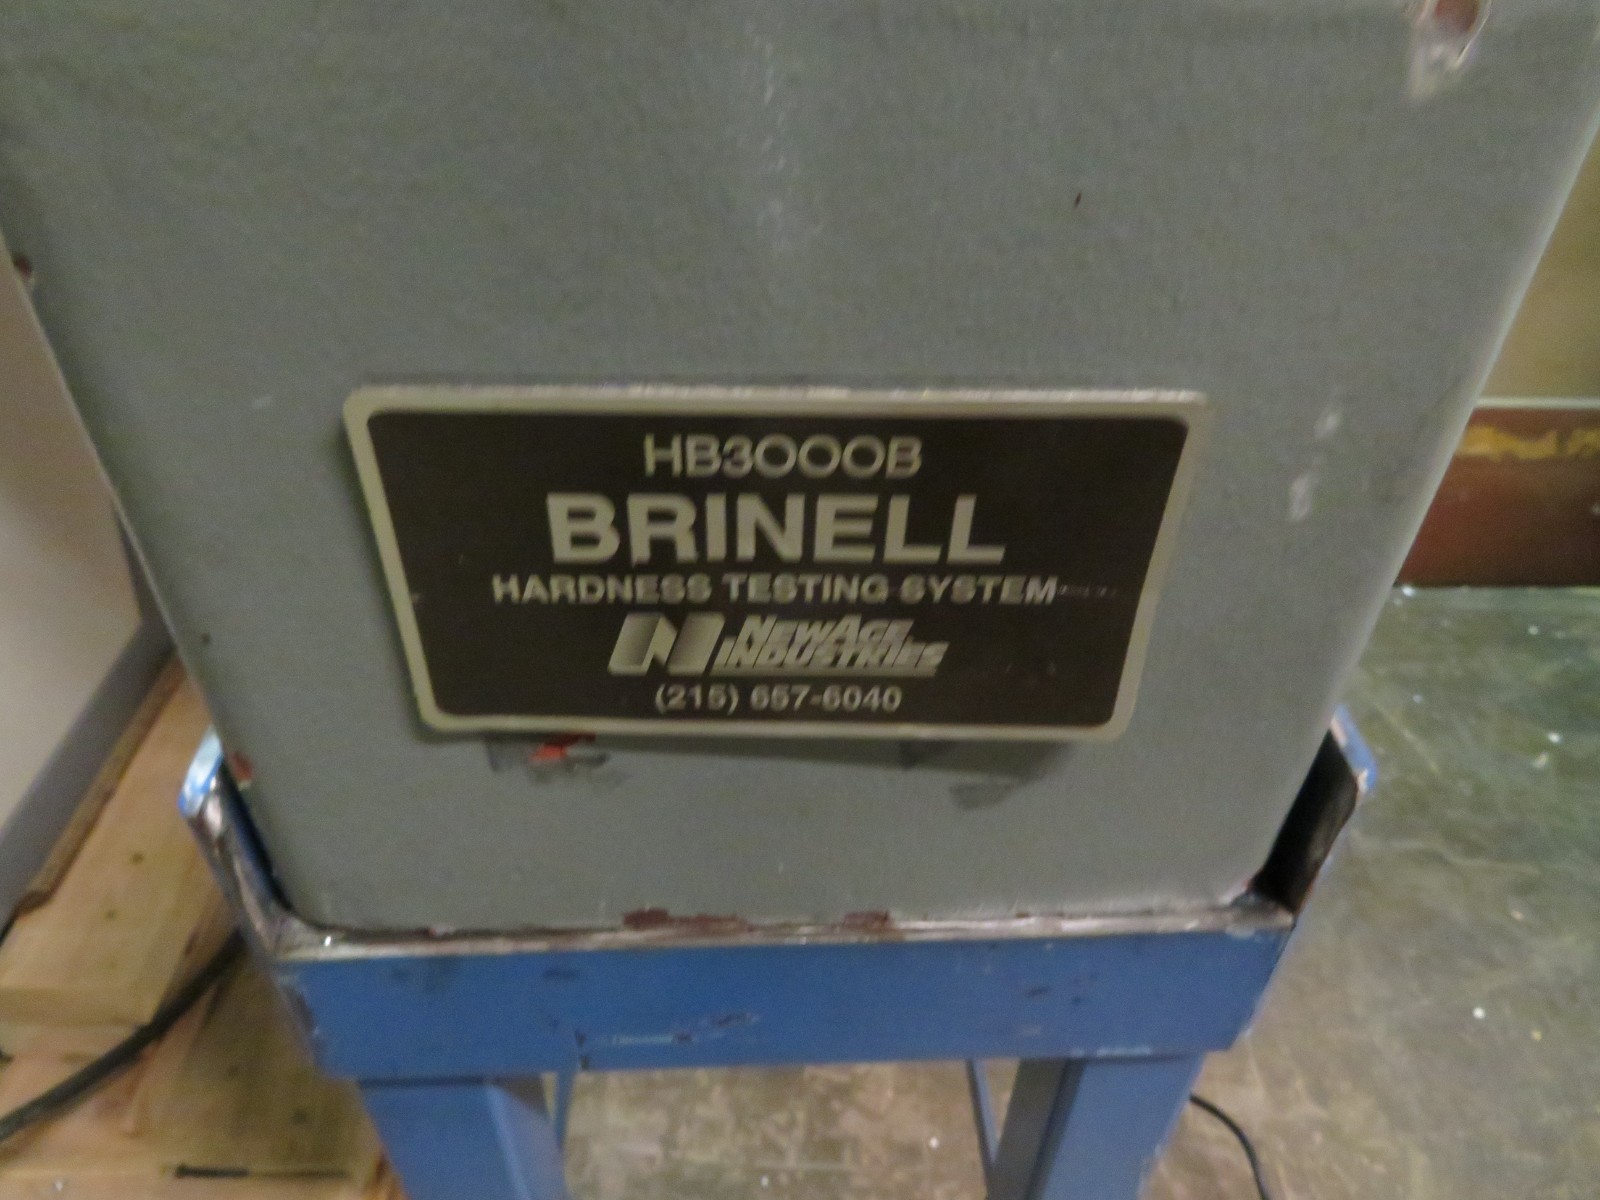 HB3000B
BRINELL
HARDNESS TESTING SYSTEM
N NEWAGE
INDUSTRIES
(215) 657-6040